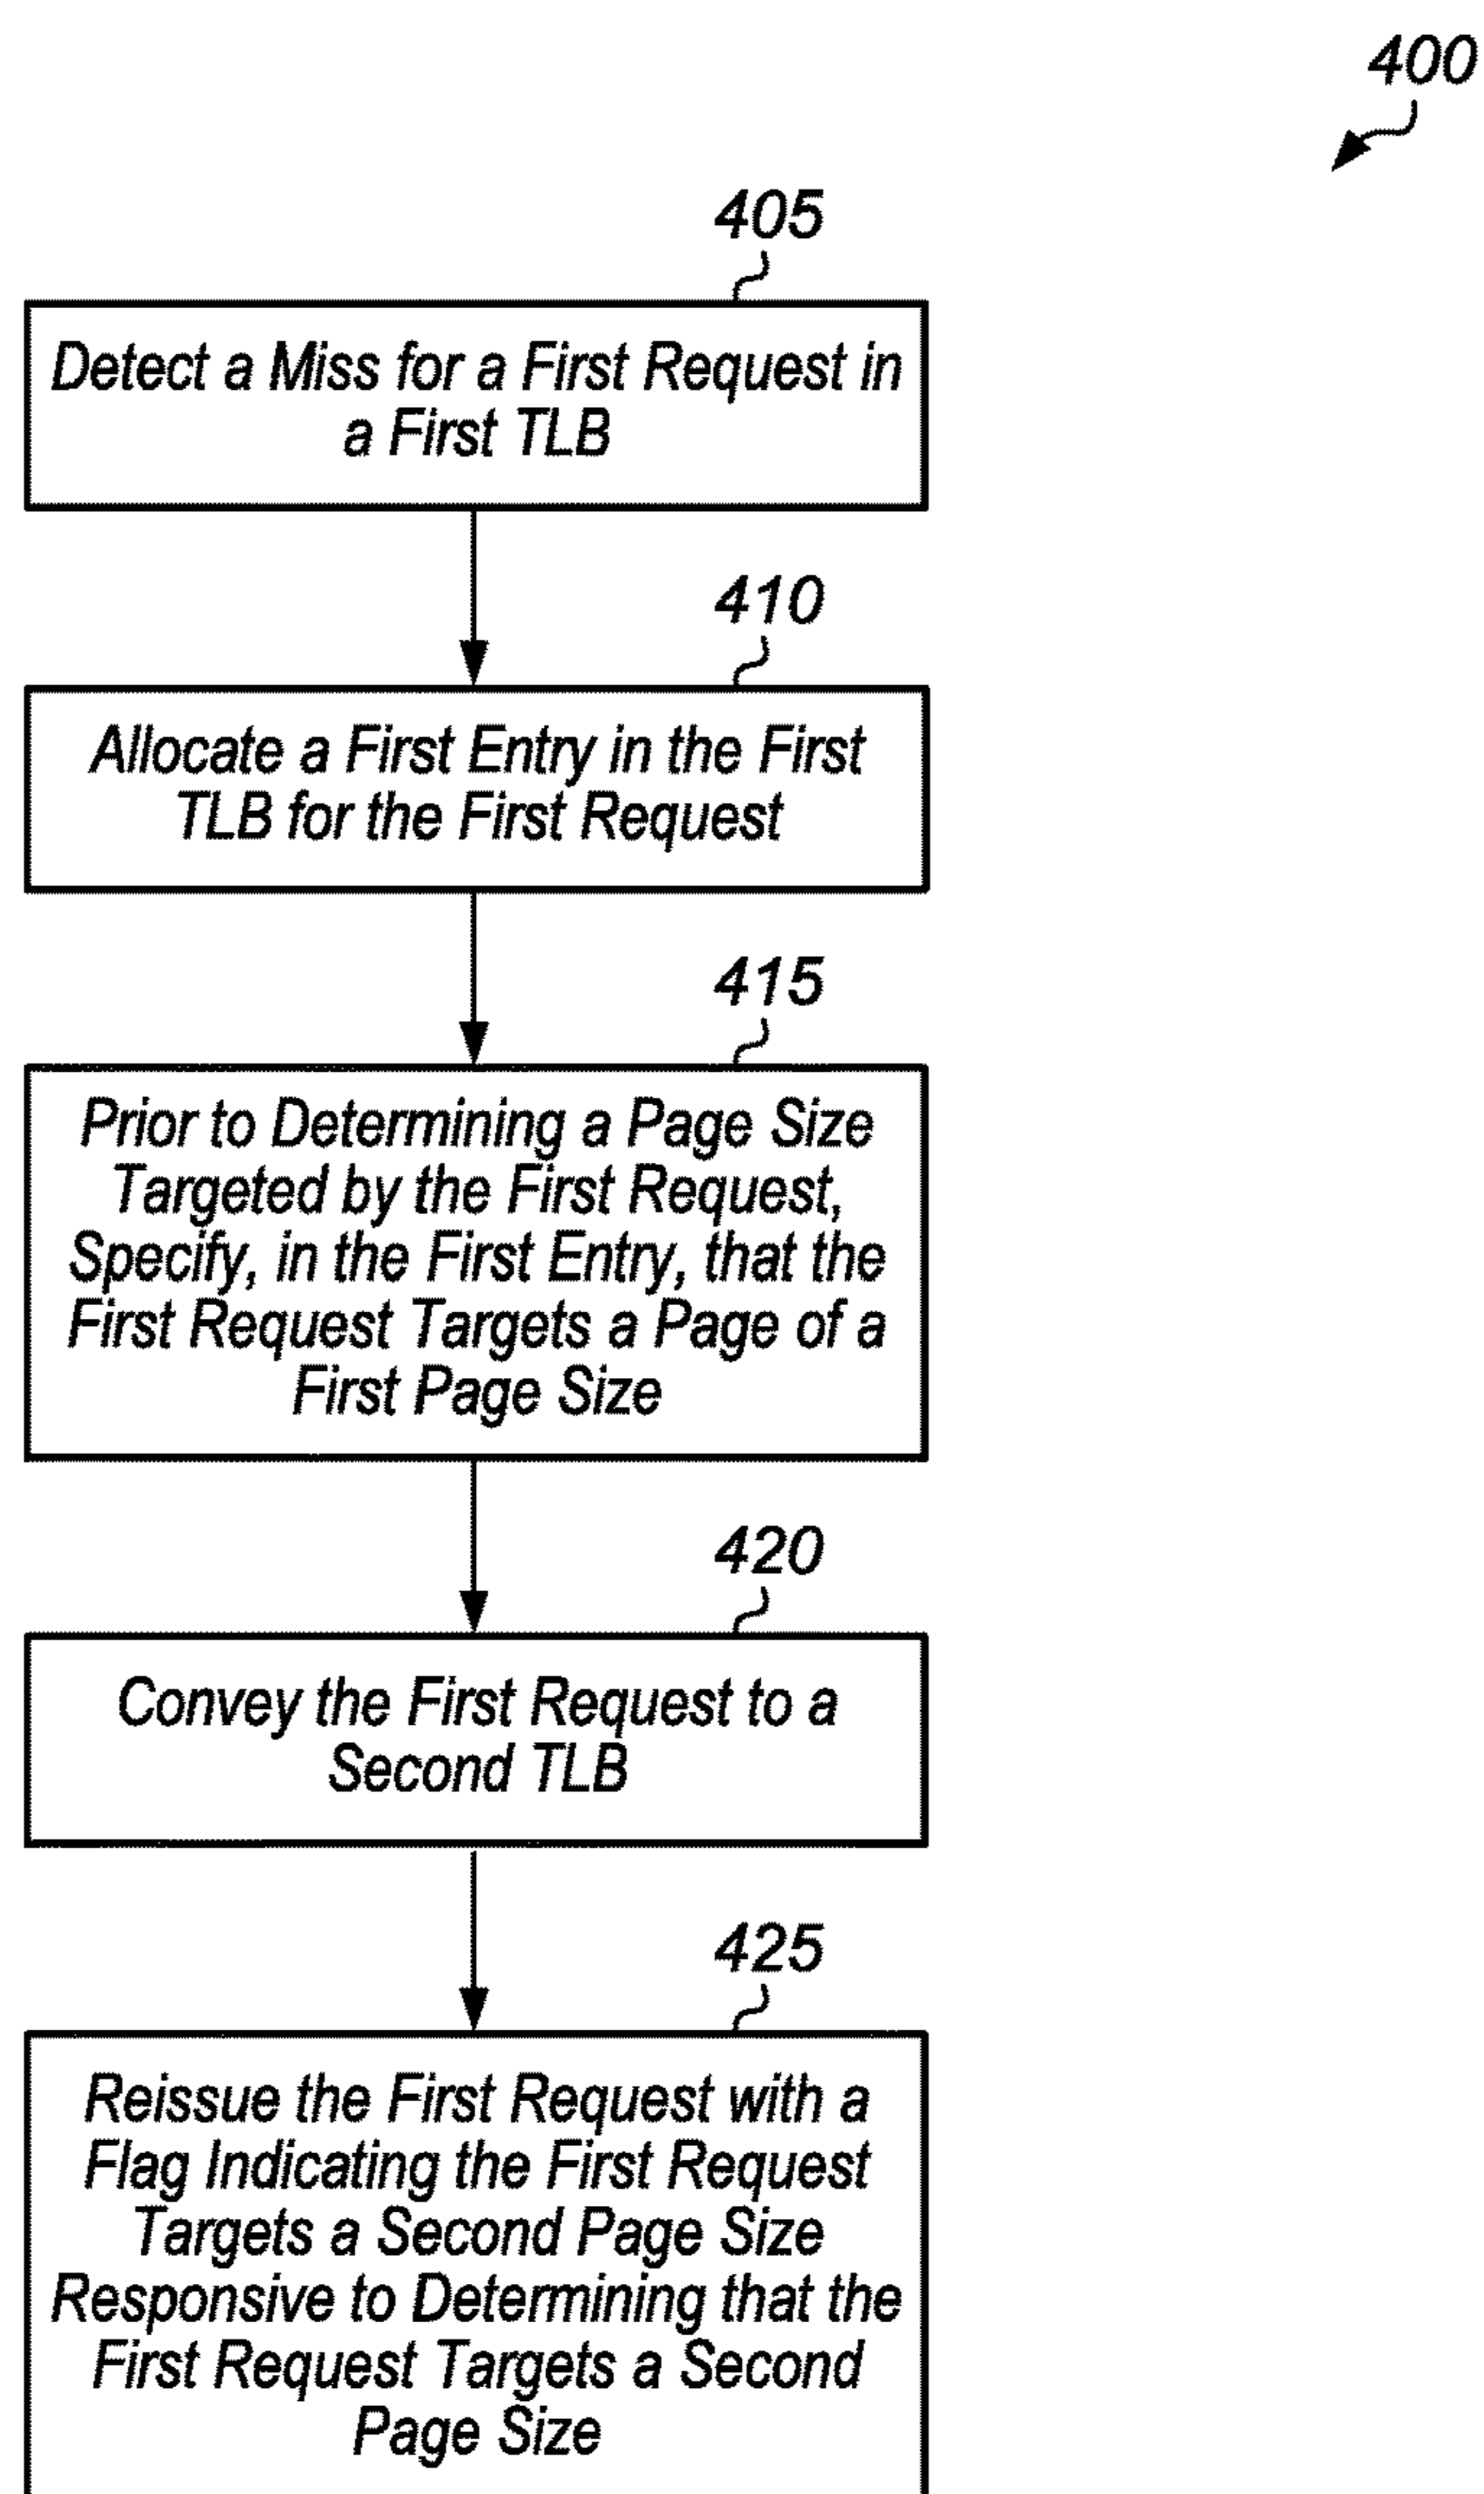 400
405
Detect a Miss for a First Request in
a First TLB
410
Allocate a First Entry in the First
TLB for the First Request
415
Prior to Determining a Page Size
Targeted by the First Request,
Specify, in the First Entry, that the
First Request Targets a Page of a
First Page Size
420
Convey the First Request to a
Second TLB
425
Reissue the First Request with a
Flag Indicating the First Request
Targets a Second Page Size
Responsive to Determining that the
First Request Targets a Second
Page Size